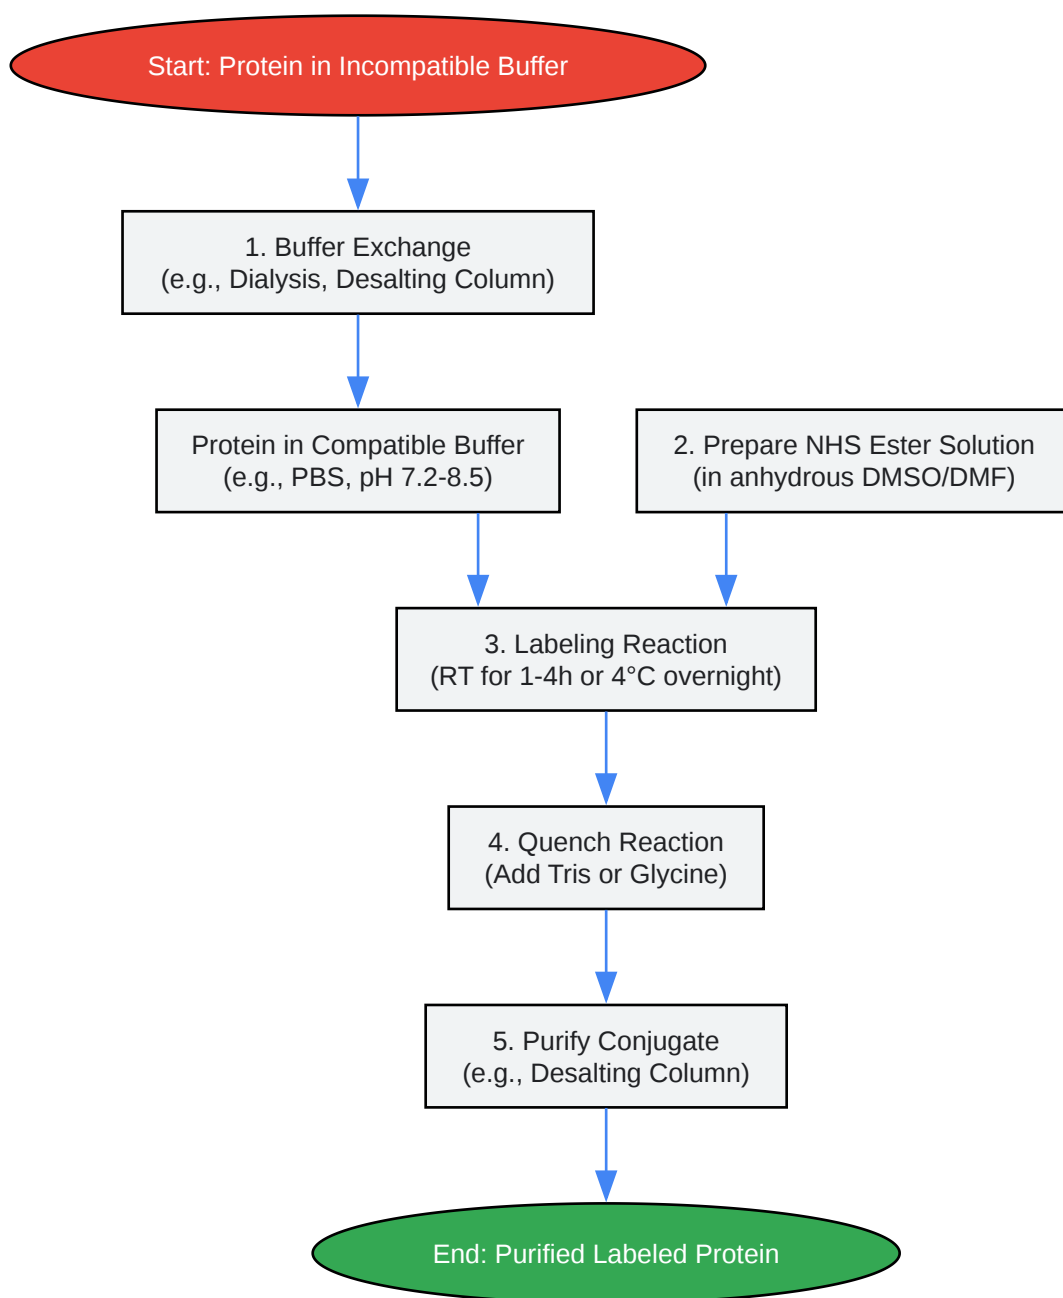 Start: Protein in Incompatible Buffer
1. Buffer Exchange
(e.g., Dialysis, Desalting Column)
Protein in Compatible Buffer
(e.g., PBS, pH 7.2-8.5)
2. Prepare NHS Ester Solution
(in anhydrous DMSO/DMF)
3. Labeling Reaction
(RT for 1-4h or 4°C overnight)
4. Quench Reaction
(Add Tris or Glycine)
5. Purify Conjugate
(e.g., Desalting Column)
End: Purified Labeled Protein